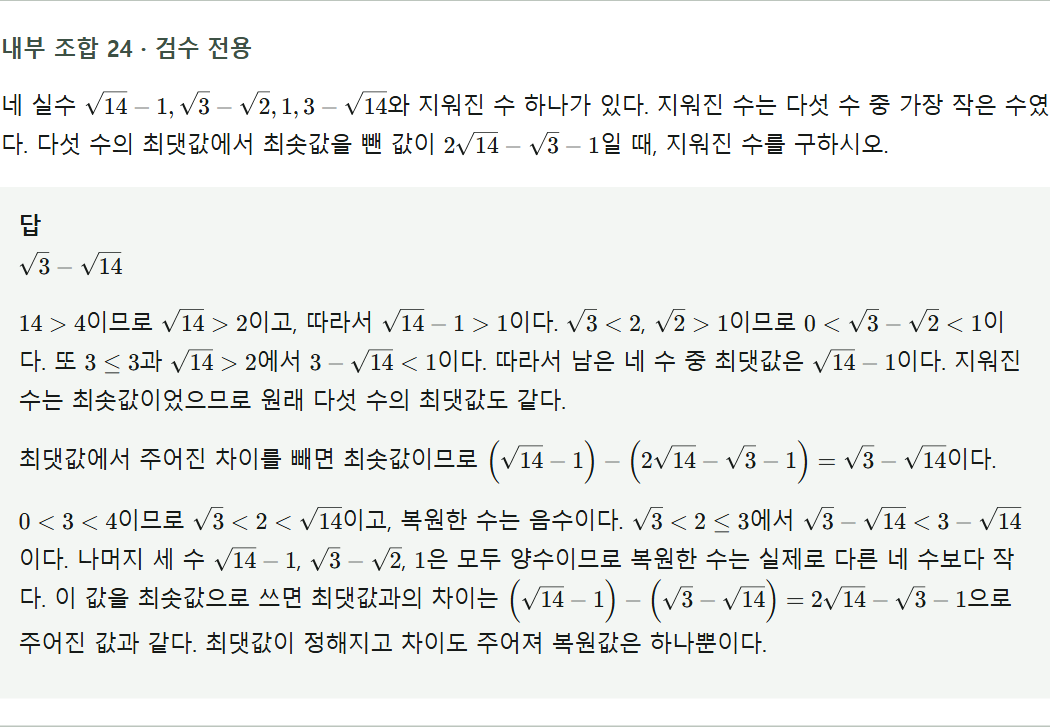 내부 조합 24 · 검수 전용
네 실수 √14 − 1, √3 − √2, 1, 3 − √14와 지워진 수 하나가 있다. 지워진 수는 다섯 수 중 가장 작은 수였
다. 다섯 수의 최댓값에서 최솟값을 뺀 값이 2√14 − √3 − 1일 때, 지워진 수를 구하시오.
답
√3 − √14
14 > 4이므로 √14 > 2이고, 따라서 √14 − 1 > 1이다. √3 < 2, √2 > 1이므로 0 < √3 − √2 < 1이
다. 또 3 ≤ 3과 √14 > 2에서 3 − √14 < 1이다. 따라서 남은 네 수 중 최댓값은 √14 − 1이다. 지워진
수는 최솟값이었으므로 원래 다섯 수의 최댓값도 같다.
최댓값에서 주어진 차이를 빼면 최솟값이므로 (√14 − 1) − (2√14 − √3 − 1) = √3 − √14이다.
0 < 3 < 4이므로 √3 < 2 < √14이고, 복원한 수는 음수이다. √3 < 2 ≤ 3에서 √3 − √14 < 3 − √14
이다. 나머지 세 수 √14 − 1, √3 − √2, 1은 모두 양수이므로 복원한 수는 실제로 다른 네 수보다 작
다. 이 값을 최솟값으로 쓰면 최댓값과의 차이는 (√14 − 1) − (√3 − √14) = 2√14 − √3 − 1으로
주어진 값과 같다. 최댓값이 정해지고 차이도 주어져 복원값은 하나뿐이다.